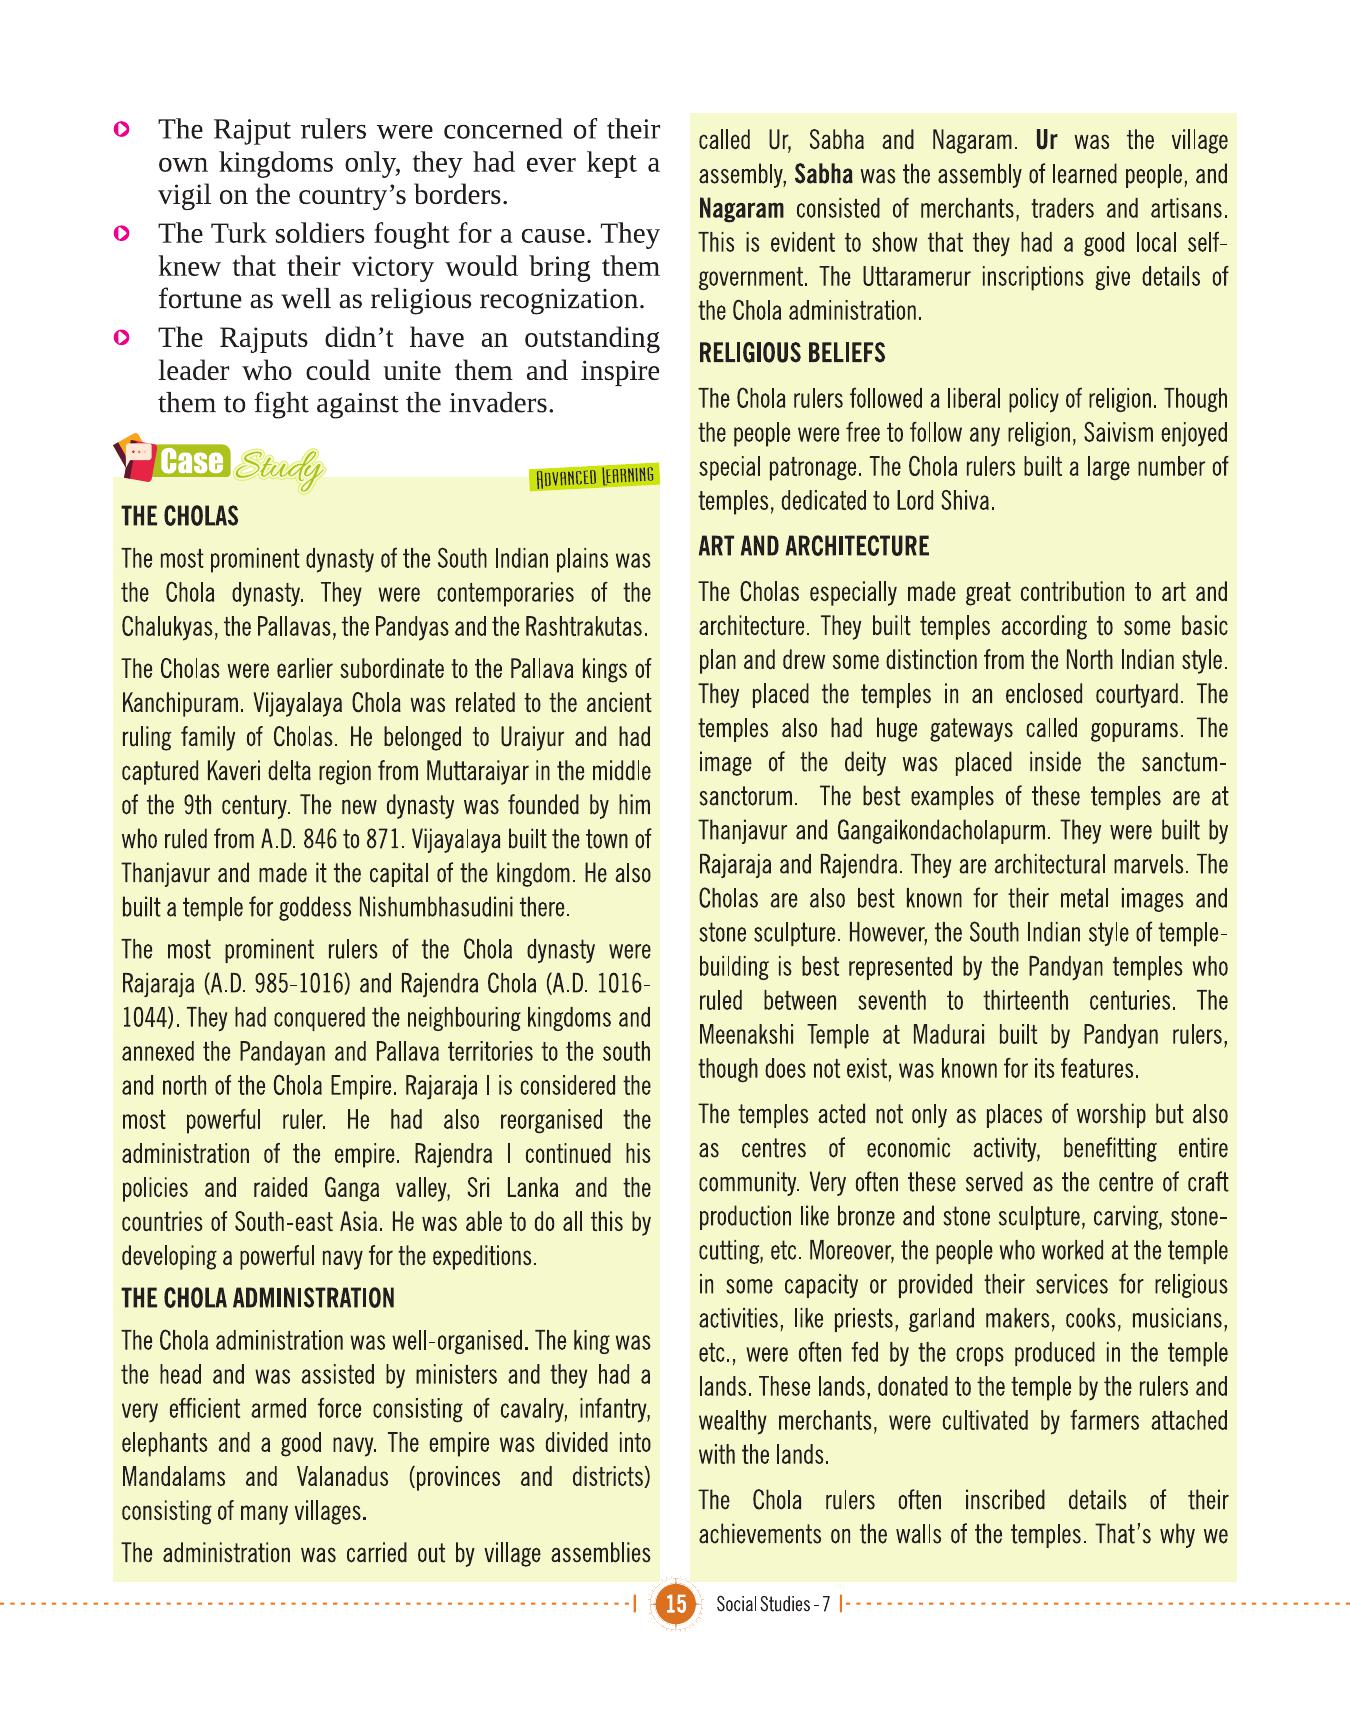 The Rajput rulers were concerned of their
own kingdoms only, they had ever kept a
vigil on the country's borders.
The Turk soldiers fought for a cause. They
knew that their victory would bring them
fortune as well as religious recognization.
The Rajputs didn't have an outstanding
leader who could unite them and inspire
them to fight against the invaders.
Case Study
ADVANCED LEARNING
THE CHOLAS
The most prominent dynasty of the South Indian plains was
the Chola dynasty. They were contemporaries of the
Chalukyas, the Pallavas, the Pandyas and the Rashtrakutas.
The Cholas were earlier subordinate to the Pallava kings of
Kanchipuram. Vijayalaya Chola was related to the ancient
ruling family of Cholas. He belonged to Uraiyur and had
captured Kaveri delta region from Muttaraiyar in the middle
of the 9th century. The new dynasty was founded by him
who ruled from A.D. 846 to 871. Vijayalaya built the town of
Thanjavur and made it the capital of the kingdom. He also
built a temple for goddess Nishumbhasudini there.
The most prominent rulers of the Chola dynasty were
Rajaraja (A.D. 985-1016) and Rajendra Chola (A.D. 1016-
1044). They had conquered the neighbouring kingdoms and
annexed the Pandayan and Pallava territories to the south
and north of the Chola Empire. Rajaraja I is considered the
most powerful ruler. He had also reorganised the
administration of the empire. Rajendra I continued his
policies and raided Ganga valley, Sri Lanka and the
countries of South-east Asia. He was able to do all this by
developing a powerful navy for the expeditions.
THE CHOLA ADMINISTRATION
The Chola administration was well-organised. The king was
the head and was assisted by ministers and they had a
very efficient armed force consisting of cavalry, infantry,
elephants and a good navy. The empire was divided into
Mandalams and Valanadus (provinces and districts)
consisting of many villages.
The administration was carried out by village assemblies
called Ur, Sabha and Nagaram. Ur was the village
assembly, Sabha was the assembly of learned people, and
Nagaram consisted of merchants, traders and artisans.
This is evident to show that they had a good local self-
government. The Uttaramerur inscriptions give details of
the Chola administration.
RELIGIOUS BELIEFS
The Chola rulers followed a liberal policy of religion. Though
the people were free to follow any religion, Saivism enjoyed
special patronage. The Chola rulers built a large number of
temples, dedicated to Lord Shiva.
ART AND ARCHITECTURE
The Cholas especially made great contribution to art and
architecture. They built temples according to some basic
plan and drew some distinction from the North Indian style.
They placed the temples in an enclosed courtyard. The
temples also had huge gateways called gopurams. The
image of the deity was placed inside the sanctum-
sanctorum. The best examples of these temples are at
Thanjavur and Gangaikondacholapurm. They were built by
Rajaraja and Rajendra. They are architectural marvels. The
Cholas are also best known for their metal images and
stone sculpture. However, the South Indian style of temple-
building is best represented by the Pandyan temples who
ruled between seventh to thirteenth centuries. The
Meenakshi Temple at Madurai built by Pandyan rulers,
though does not exist, was known for its features.
The temples acted not only as places of worship but also
as centres of economic activity, benefitting entire
community. Very often these served as the centre of craft
production like bronze and stone sculpture, carving, stone-
cutting, etc. Moreover, the people who worked at the temple
in some capacity or provided their services for religious
activities, like priests, garland makers, cooks, musicians,
etc., were often fed by the crops produced in the temple
lands. These lands, donated to the temple by the rulers and
wealthy merchants, were cultivated by farmers attached
with the lands.
The Chola rulers often inscribed details of their
achievements on the walls of the temples. That's why we
15 Social Studies - 7